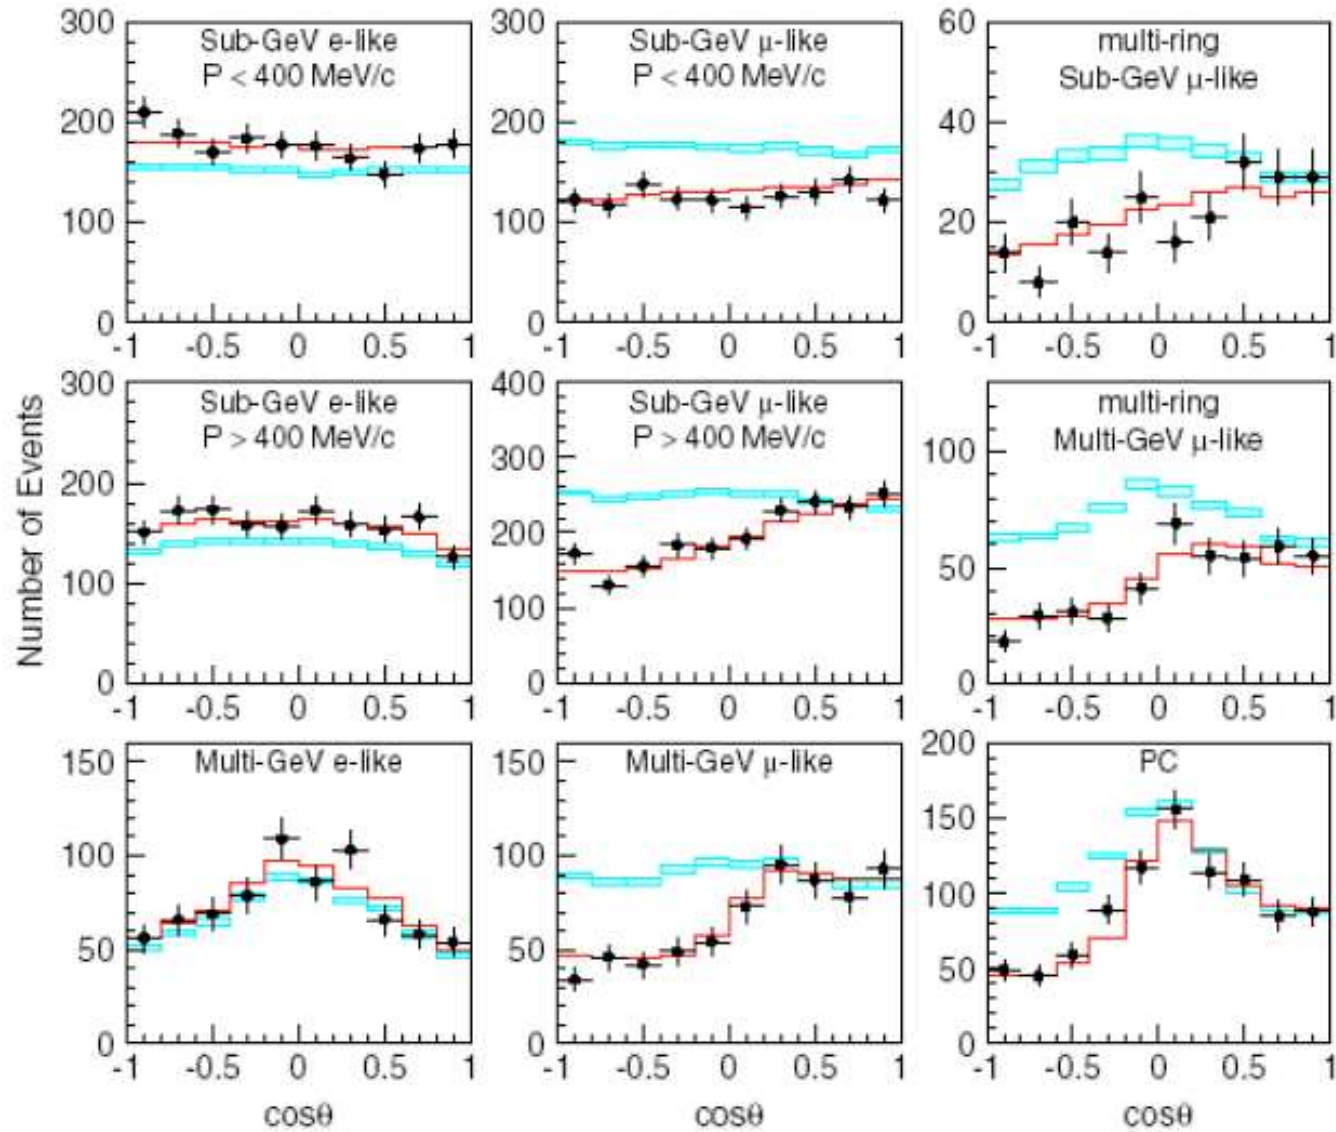 Number of Events
300
200
100
0
-1 -0.5 0 0.5 1
Sub-GeV e-like
P < 400 MeV/c
300
200
100
0
-1 -0.5 0 0.5 1
Sub-GeV μ-like
P < 400 MeV/c
60
40
20
0
-1 -0.5 0 0.5 1
multi-ring
Sub-GeV μ-like
300
200
100
0
-1 -0.5 0 0.5 1
Sub-GeV e-like
P > 400 MeV/c
400
300
200
100
0
-1 -0.5 0 0.5 1
Sub-GeV μ-like
P > 400 MeV/c
100
50
0
-1 -0.5 0 0.5 1
multi-ring
Multi-GeV μ-like
150
100
50
0
-1 -0.5 0 0.5 1
cosθ
Multi-GeV e-like
150
100
50
0
-1 -0.5 0 0.5 1
cosθ
Multi-GeV μ-like
200
150
100
50
0
-1 -0.5 0 0.5 1
cosθ
PC